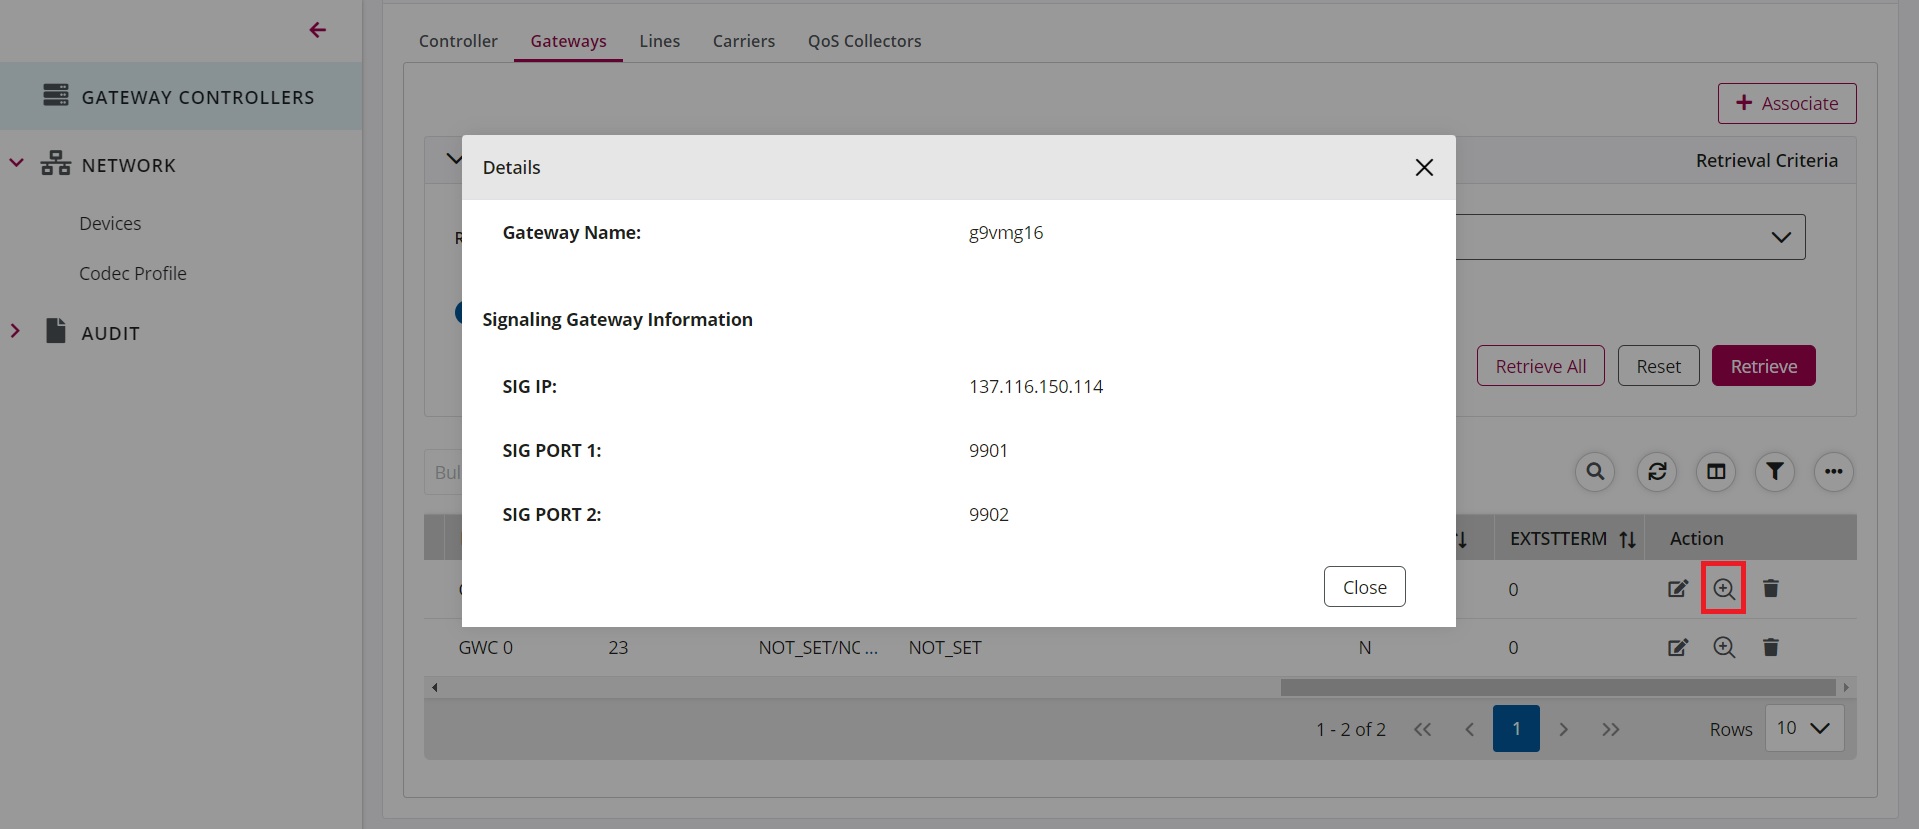 Controller Gateways Lines Carriers QoS Collectors
GATEWAY CONTROLLERS
NETWORK
Devices
Codec Profile
AUDIT
+ Associate
Retrieval Criteria
Retrieve All Reset Retrieve
Details
Gateway Name: g9vmg16
Signaling Gateway Information
SIG IP: 137.116.150.114
SIG PORT 1: 9901
SIG PORT 2: 9902
Close
EXTSTTERM Action
0
GWC 0 23 NOT_SET/NC ... NOT_SET N 0
1 - 2 of 2 << < 1 > >> Rows 10